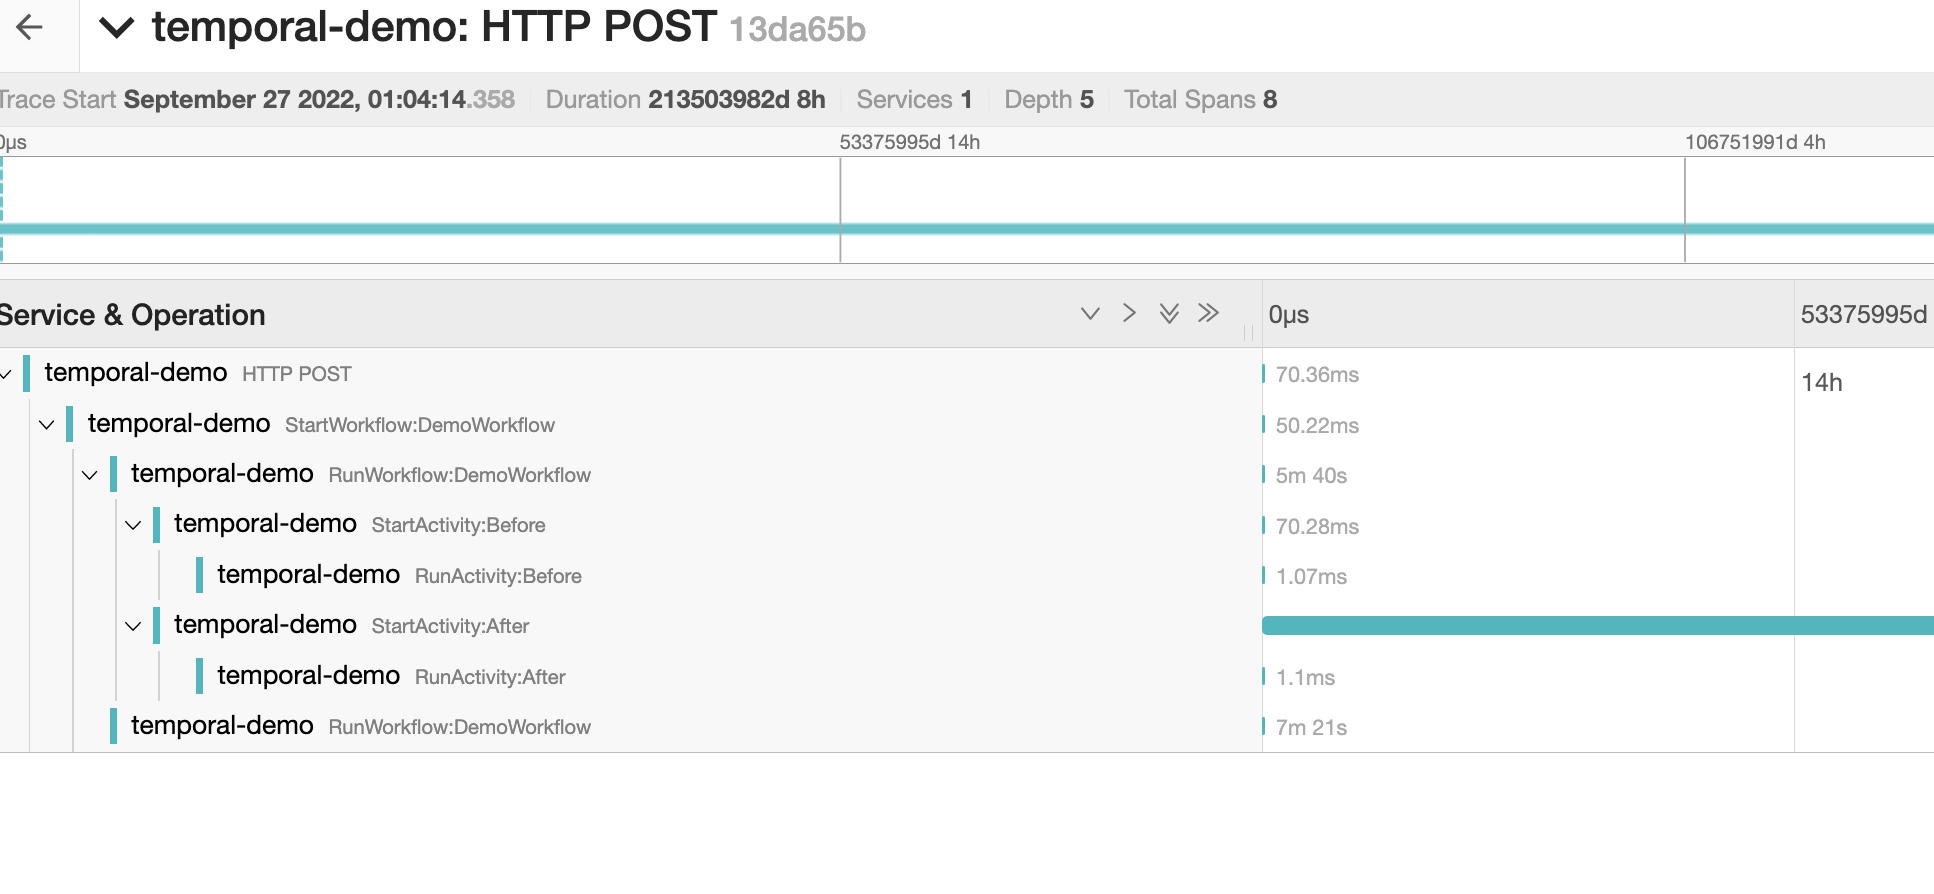 temporal-demo: HTTP POST 13da65b
Trace Start September 27 2022, 01:04:14.358 Duration 213503982d 8h Services 1 Depth 5 Total Spans 8
0μs 53375995d 14h 106751991d 4h
Service & Operation 0μs 53375995d 14h
temporal-demo HTTP POST 70.36ms
temporal-demo StartWorkflow:DemoWorkflow 50.22ms
temporal-demo RunWorkflow:DemoWorkflow 5m 40s
temporal-demo StartActivity:Before 70.28ms
temporal-demo RunActivity:Before 1.07ms
temporal-demo StartActivity:After
temporal-demo RunActivity:After 1.1ms
temporal-demo RunWorkflow:DemoWorkflow 7m 21s